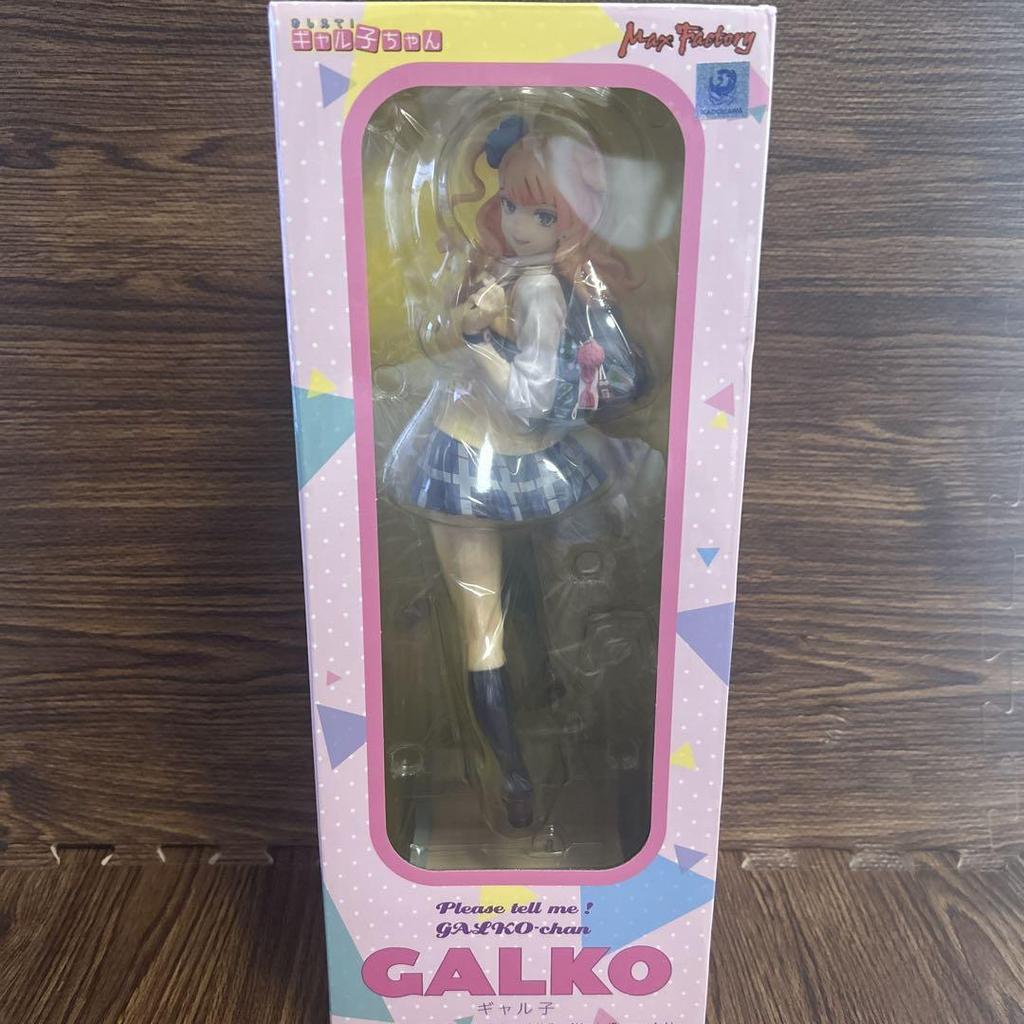 おしえて!
ギャル子ちゃん
Max Factory
KADOKAWA
Please tell me!
GALKO-chan
GALKO
ギャル子